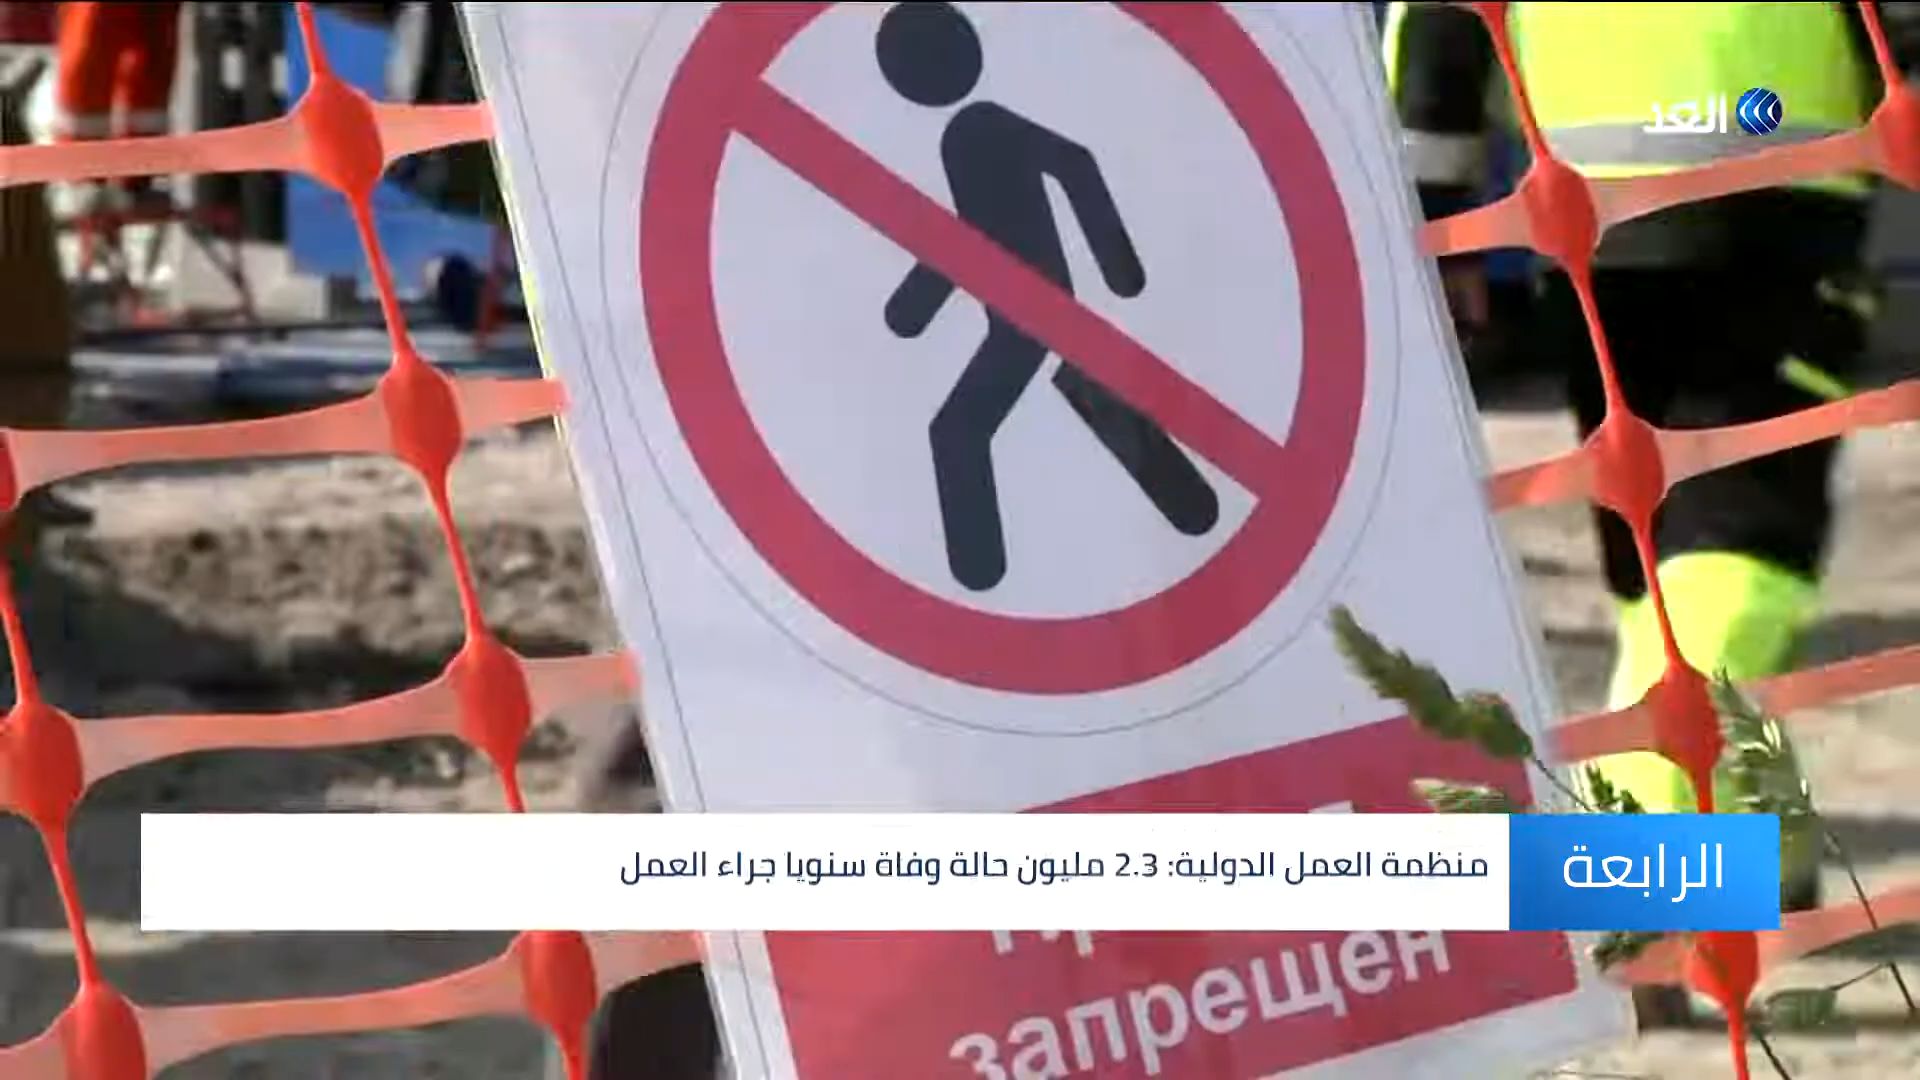 الغد
الرابعة
منظمة العمل الدولية: 2.3 مليون حالة وفاة سنويا جراء العمل
запрещен